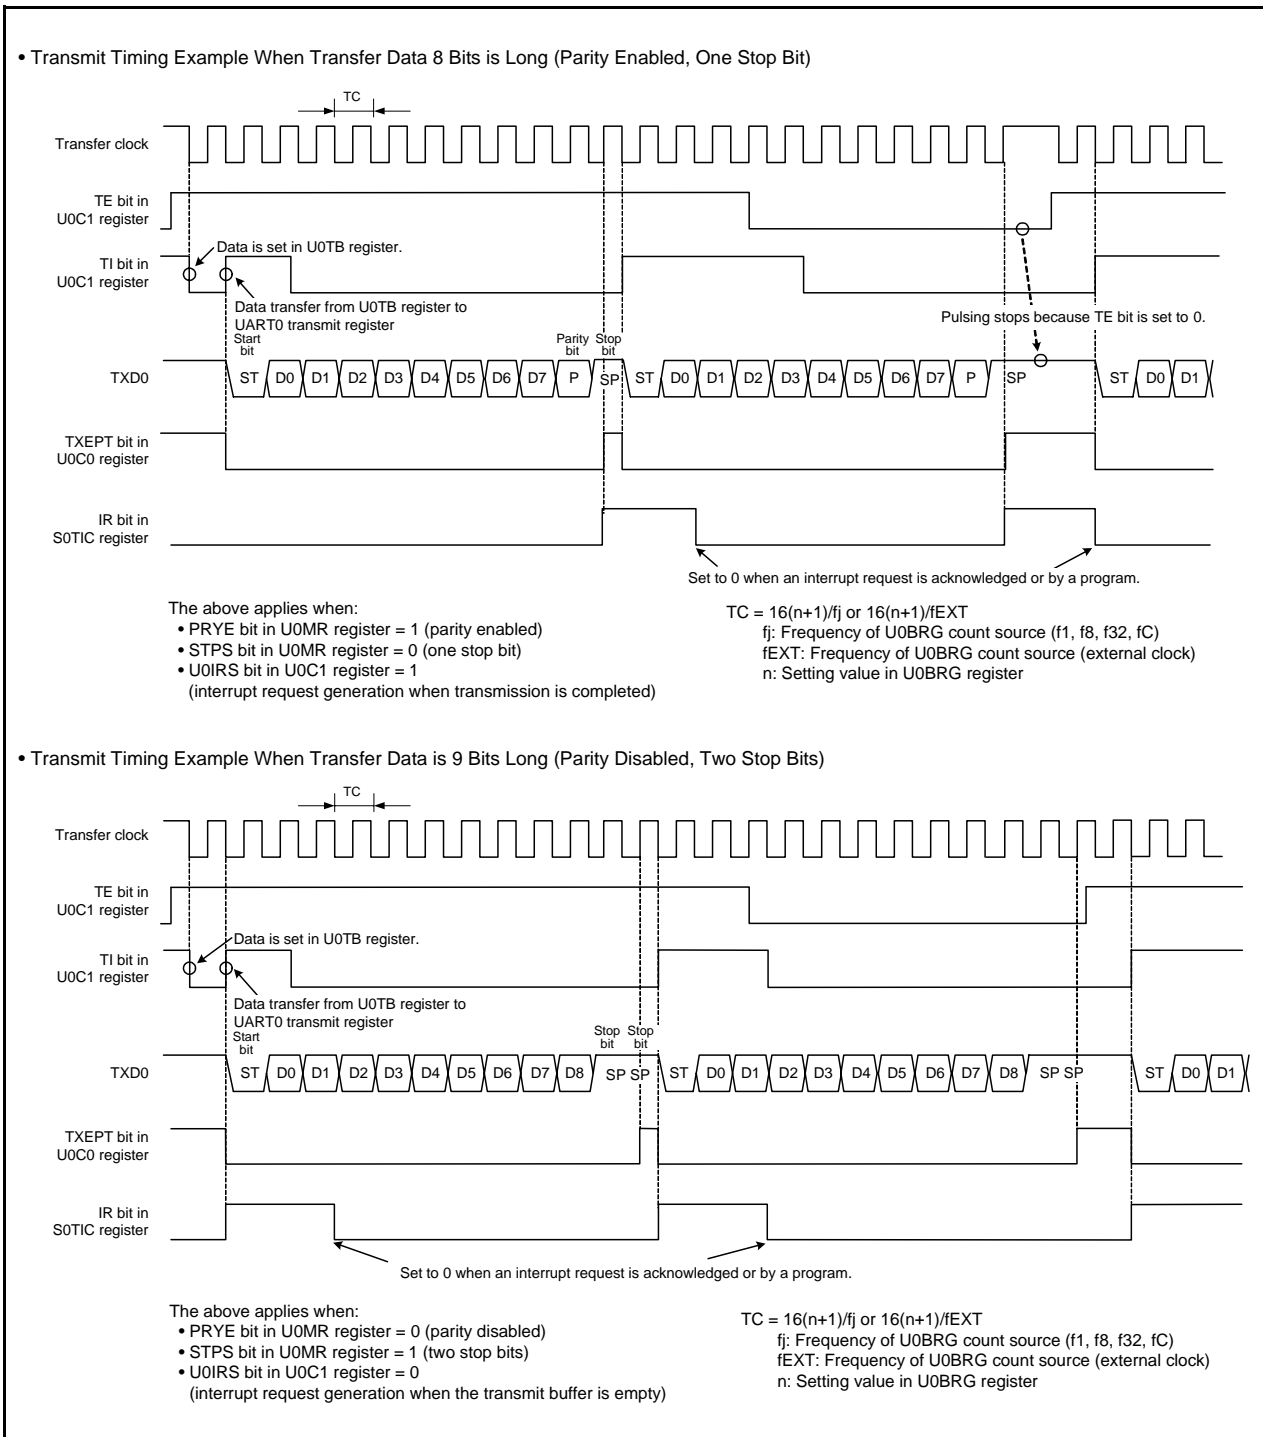 • Transmit Timing Example When Transfer Data 8 Bits is Long (Parity Enabled, One Stop Bit)
TC
Transfer clock
TE bit in
U0C1 register
Data is set in U0TB register.
TI bit in
U0C1 register
Data transfer from U0TB register to
UART0 transmit register
Pulsing stops because TE bit is set to 0.
Start
bit
Parity
bit
Stop
bit
TXD0
ST D0 D1 D2 D3 D4 D5 D6 D7 P SP ST D0 D1 D2 D3 D4 D5 D6 D7 P SP ST D0 D1
TXEPT bit in
U0C0 register
IR bit in
S0TIC register
Set to 0 when an interrupt request is acknowledged or by a program.
The above applies when:
• PRYE bit in U0MR register = 1 (parity enabled)
• STPS bit in U0MR register = 0 (one stop bit)
• U0IRS bit in U0C1 register = 1
(interrupt request generation when transmission is completed)
TC = 16(n+1)/fj or 16(n+1)/fEXT
fj: Frequency of U0BRG count source (f1, f8, f32, fC)
fEXT: Frequency of U0BRG count source (external clock)
n: Setting value in U0BRG register
• Transmit Timing Example When Transfer Data is 9 Bits Long (Parity Disabled, Two Stop Bits)
TC
Transfer clock
TE bit in
U0C1 register
Data is set in U0TB register.
TI bit in
U0C1 register
Data transfer from U0TB register to
UART0 transmit register
Start
bit
Stop
bit
Stop
bit
TXD0
ST D0 D1 D2 D3 D4 D5 D6 D7 D8 SP SP ST D0 D1 D2 D3 D4 D5 D6 D7 D8 SP SP ST D0 D1
TXEPT bit in
U0C0 register
IR bit in
S0TIC register
Set to 0 when an interrupt request is acknowledged or by a program.
The above applies when:
• PRYE bit in U0MR register = 0 (parity disabled)
• STPS bit in U0MR register = 1 (two stop bits)
• U0IRS bit in U0C1 register = 0
(interrupt request generation when the transmit buffer is empty)
TC = 16(n+1)/fj or 16(n+1)/fEXT
fj: Frequency of U0BRG count source (f1, f8, f32, fC)
fEXT: Frequency of U0BRG count source (external clock)
n: Setting value in U0BRG register